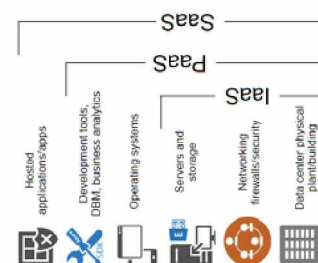 SaaS
PaaS
IaaS
Hosted
applications/apps
Development tools,
DBM, business analytics
Operating systems
Servers and
storage
Networking
firewalls/security
Data center physical
plant/building